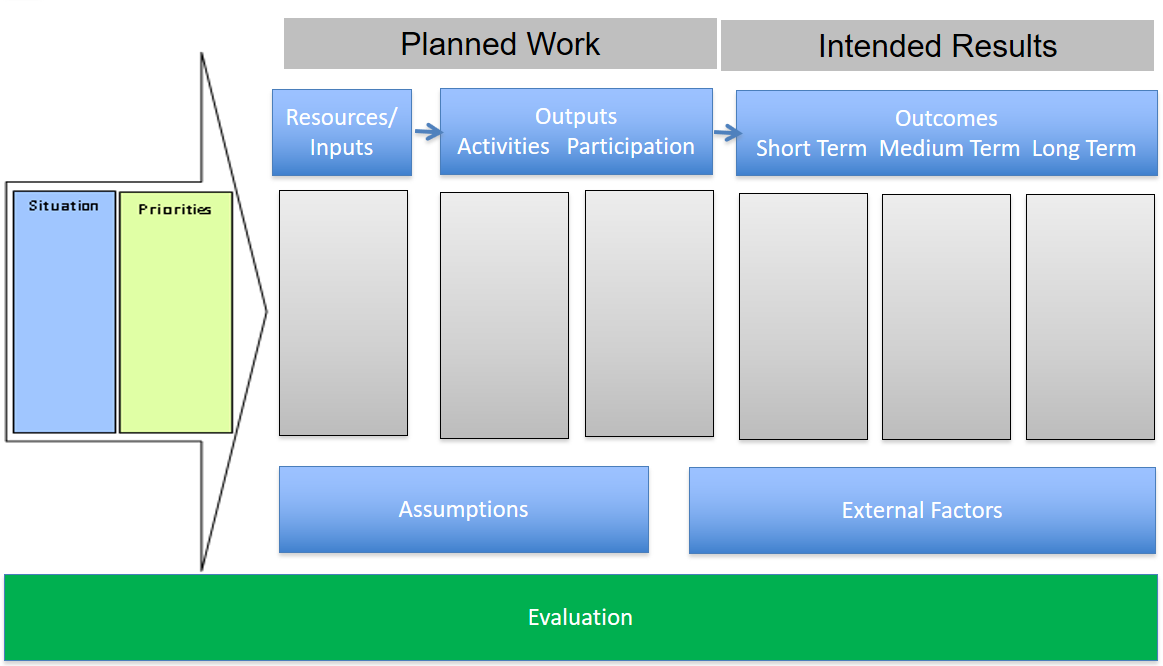 Planned Work
Intended Results
Resources/
Inputs
Outputs
Activities Participation
Outcomes
Short Term Medium Term Long Term
Situation
Priorities
Assumptions
External Factors
Evaluation